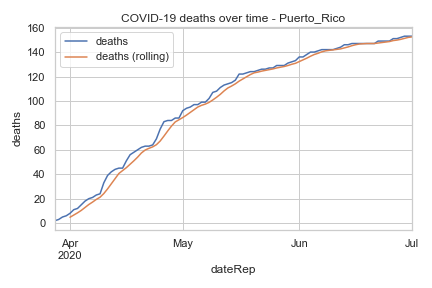 COVID-19 deaths over time - Puerto_Rico
deaths
deaths (rolling)
deaths
160
140
120
100
80
60
40
20
0
Apr
2020
May
Jun
Jul
dateRep